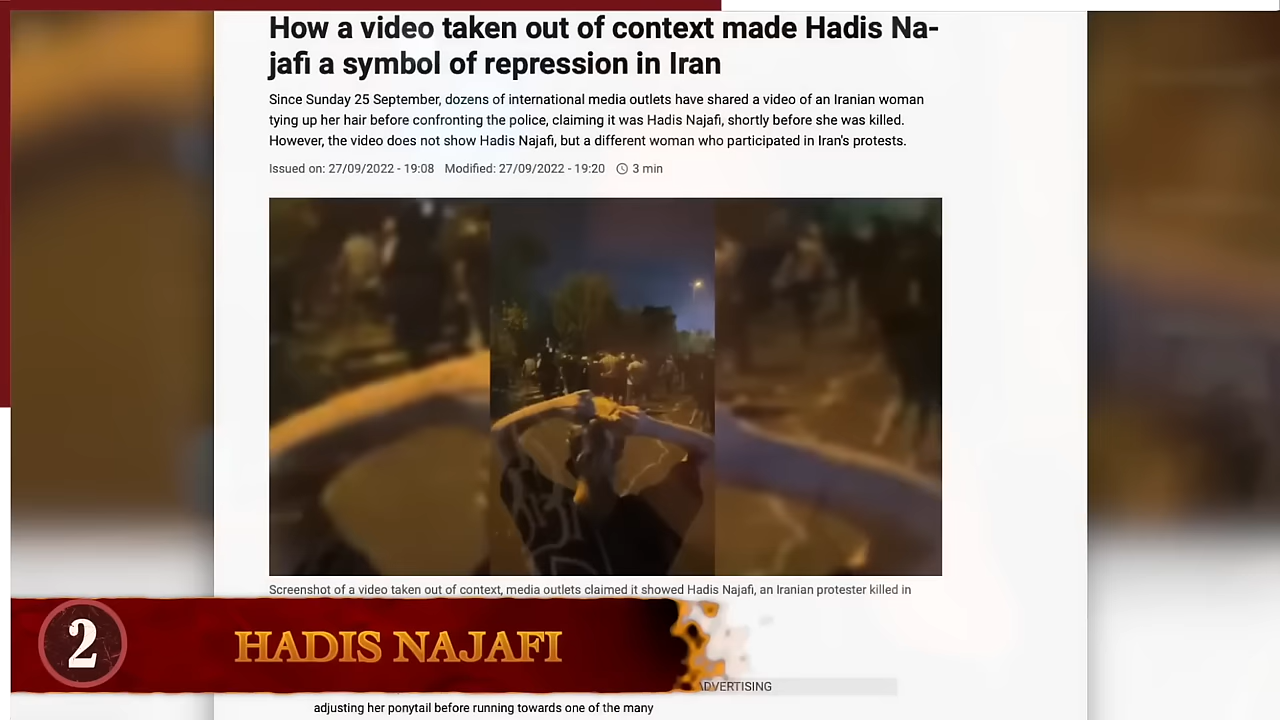 How a video taken out of context made Hadis Na-
jafi a symbol of repression in Iran
Since Sunday 25 September, dozens of international media outlets have shared a video of an Iranian woman
tying up her hair before confronting the police, claiming it was Hadis Najafi, shortly before she was killed.
However, the video does not show Hadis Najafi, but a different woman who participated in Iran's protests.
Issued on: 27/09/2022 - 19:08 Modified: 27/09/2022 - 19:20 3 min
Screenshot of a video taken out of context, media outlets claimed it showed Hadis Najafi, an Iranian protester killed in
2 HADIS NAJAFI
ADVERTISING
adjusting her ponytail before running towards one of the many